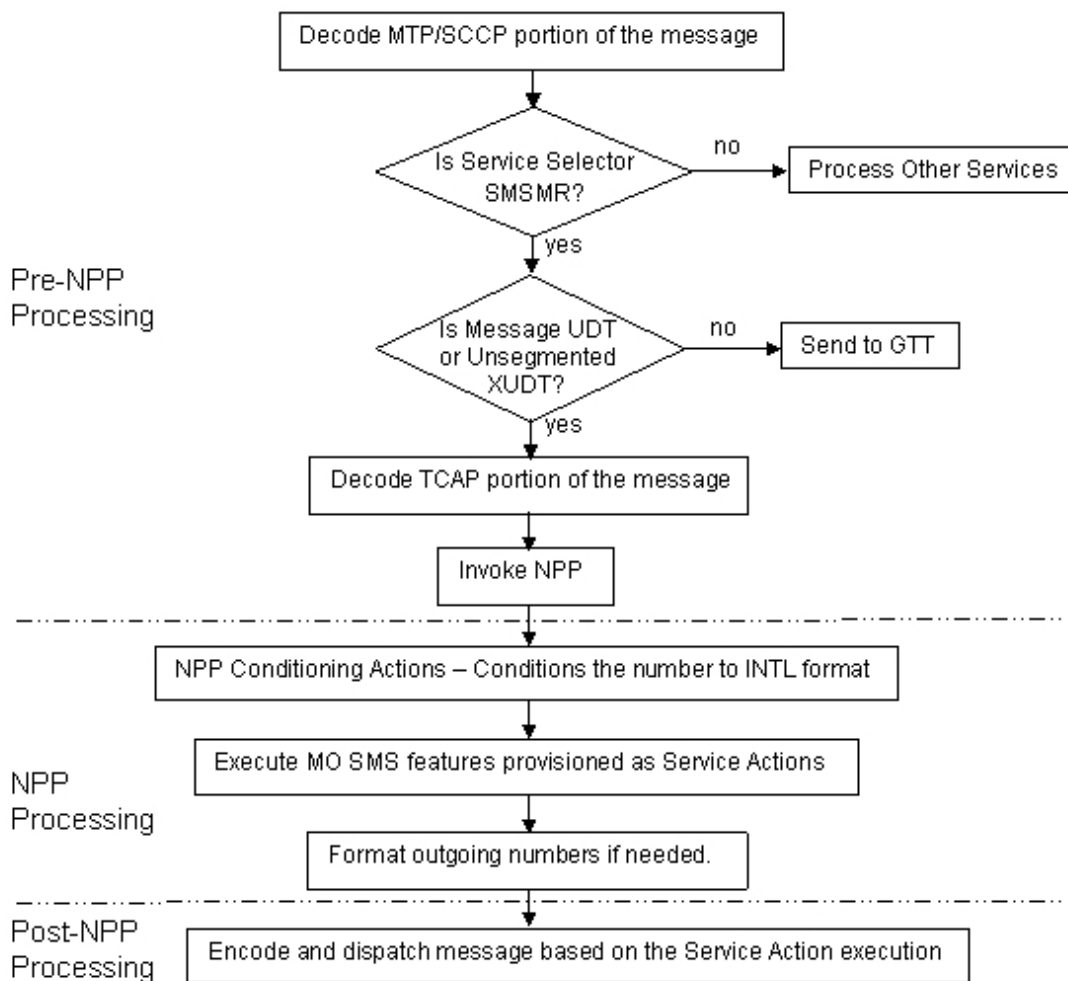 Decode MTP/SCCP portion of the message
Is Service Selector
SMSMR?
no
Process Other Services
yes
Pre-NPP
Processing
Is Message UDT
or Unsegmented
XUDT?
no
Send to GTT
yes
Decode TCAP portion of the message
Invoke NPP
NPP Conditioning Actions – Conditions the number to INTL format
Execute MO SMS features provisioned as Service Actions
NPP
Processing
Format outgoing numbers if needed.
Post-NPP
Processing
Encode and dispatch message based on the Service Action execution